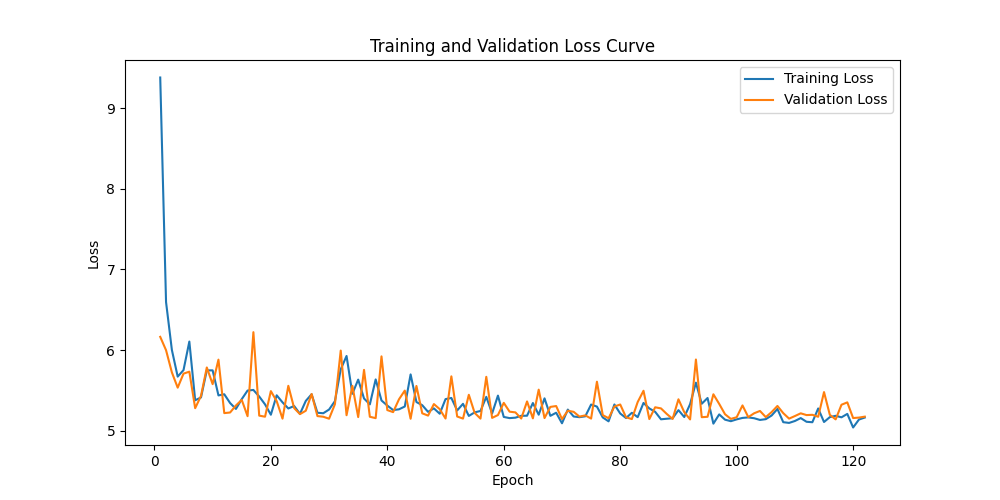 Training and Validation Loss Curve
Training Loss
Validation Loss
9
8
7
6
5
Loss
0 20 40 60 80 100 120
Epoch